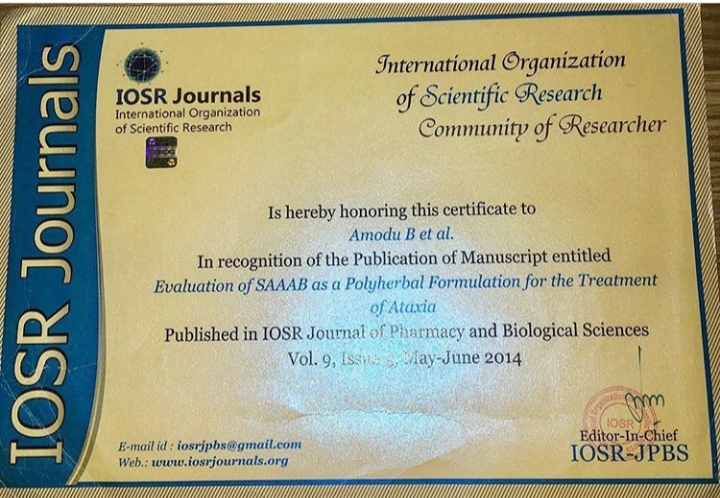 IOSR Journals
IOSR Journals
International Organization
of Scientific Research
International Organization
of Scientific Research
Community of Researcher
Is hereby honoring this certificate to
Amodu B et al.
In recognition of the Publication of Manuscript entitled
Evaluation of SAAAB as a Polyherbal Formulation for the Treatment
of Ataxia
Published in IOSR Journal of Pharmacy and Biological Sciences
Vol. 9, Issue May-June 2014
IOSR
E-mail id : iosrjpbs@gmail.com
Web.: www.iosrjournals.org
Editor-In-Chief
IOSR-JPBS